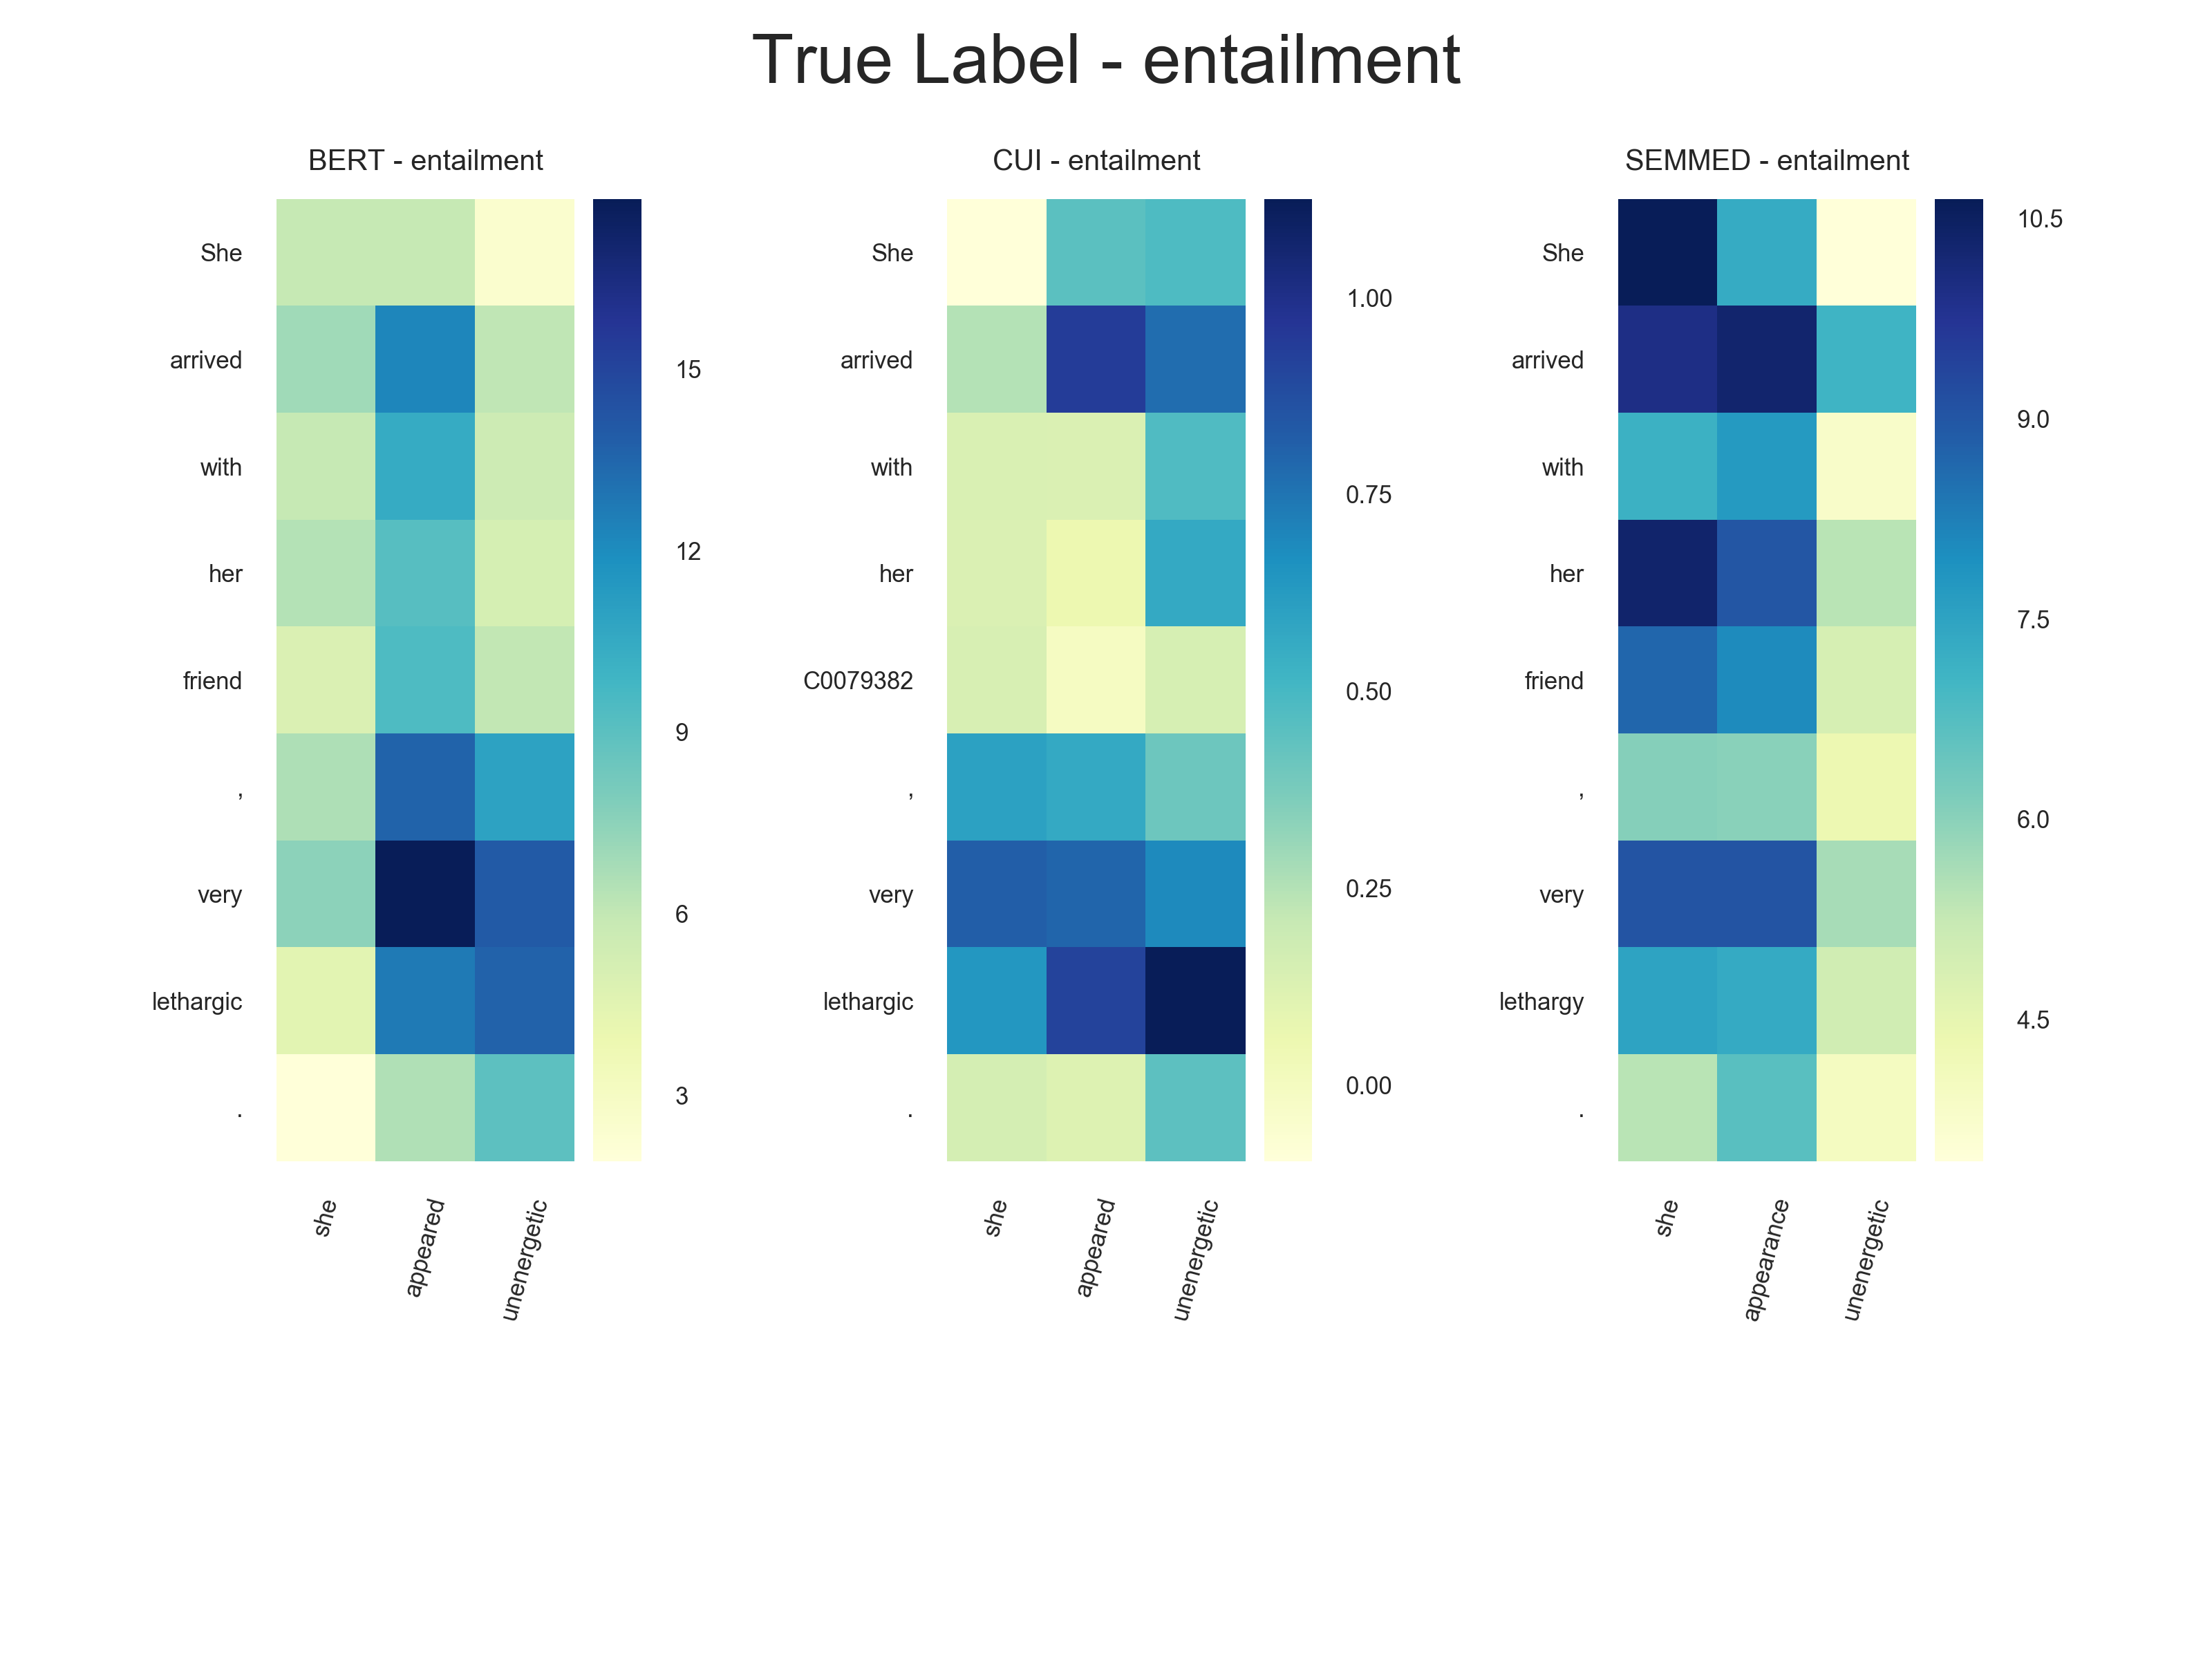 True Label - entailment
BERT - entailment
She
arrived
with
her
friend
,
very
lethargic
.
she
appeared
unenergetic
15
12
9
6
3
CUI - entailment
She
arrived
with
her
C0079382
,
very
lethargic
.
she
appeared
unenergetic
1.00
0.75
0.50
0.25
0.00
SEMMED - entailment
She
arrived
with
her
friend
,
very
lethargy
.
she
appearance
unenergetic
10.5
9.0
7.5
6.0
4.5